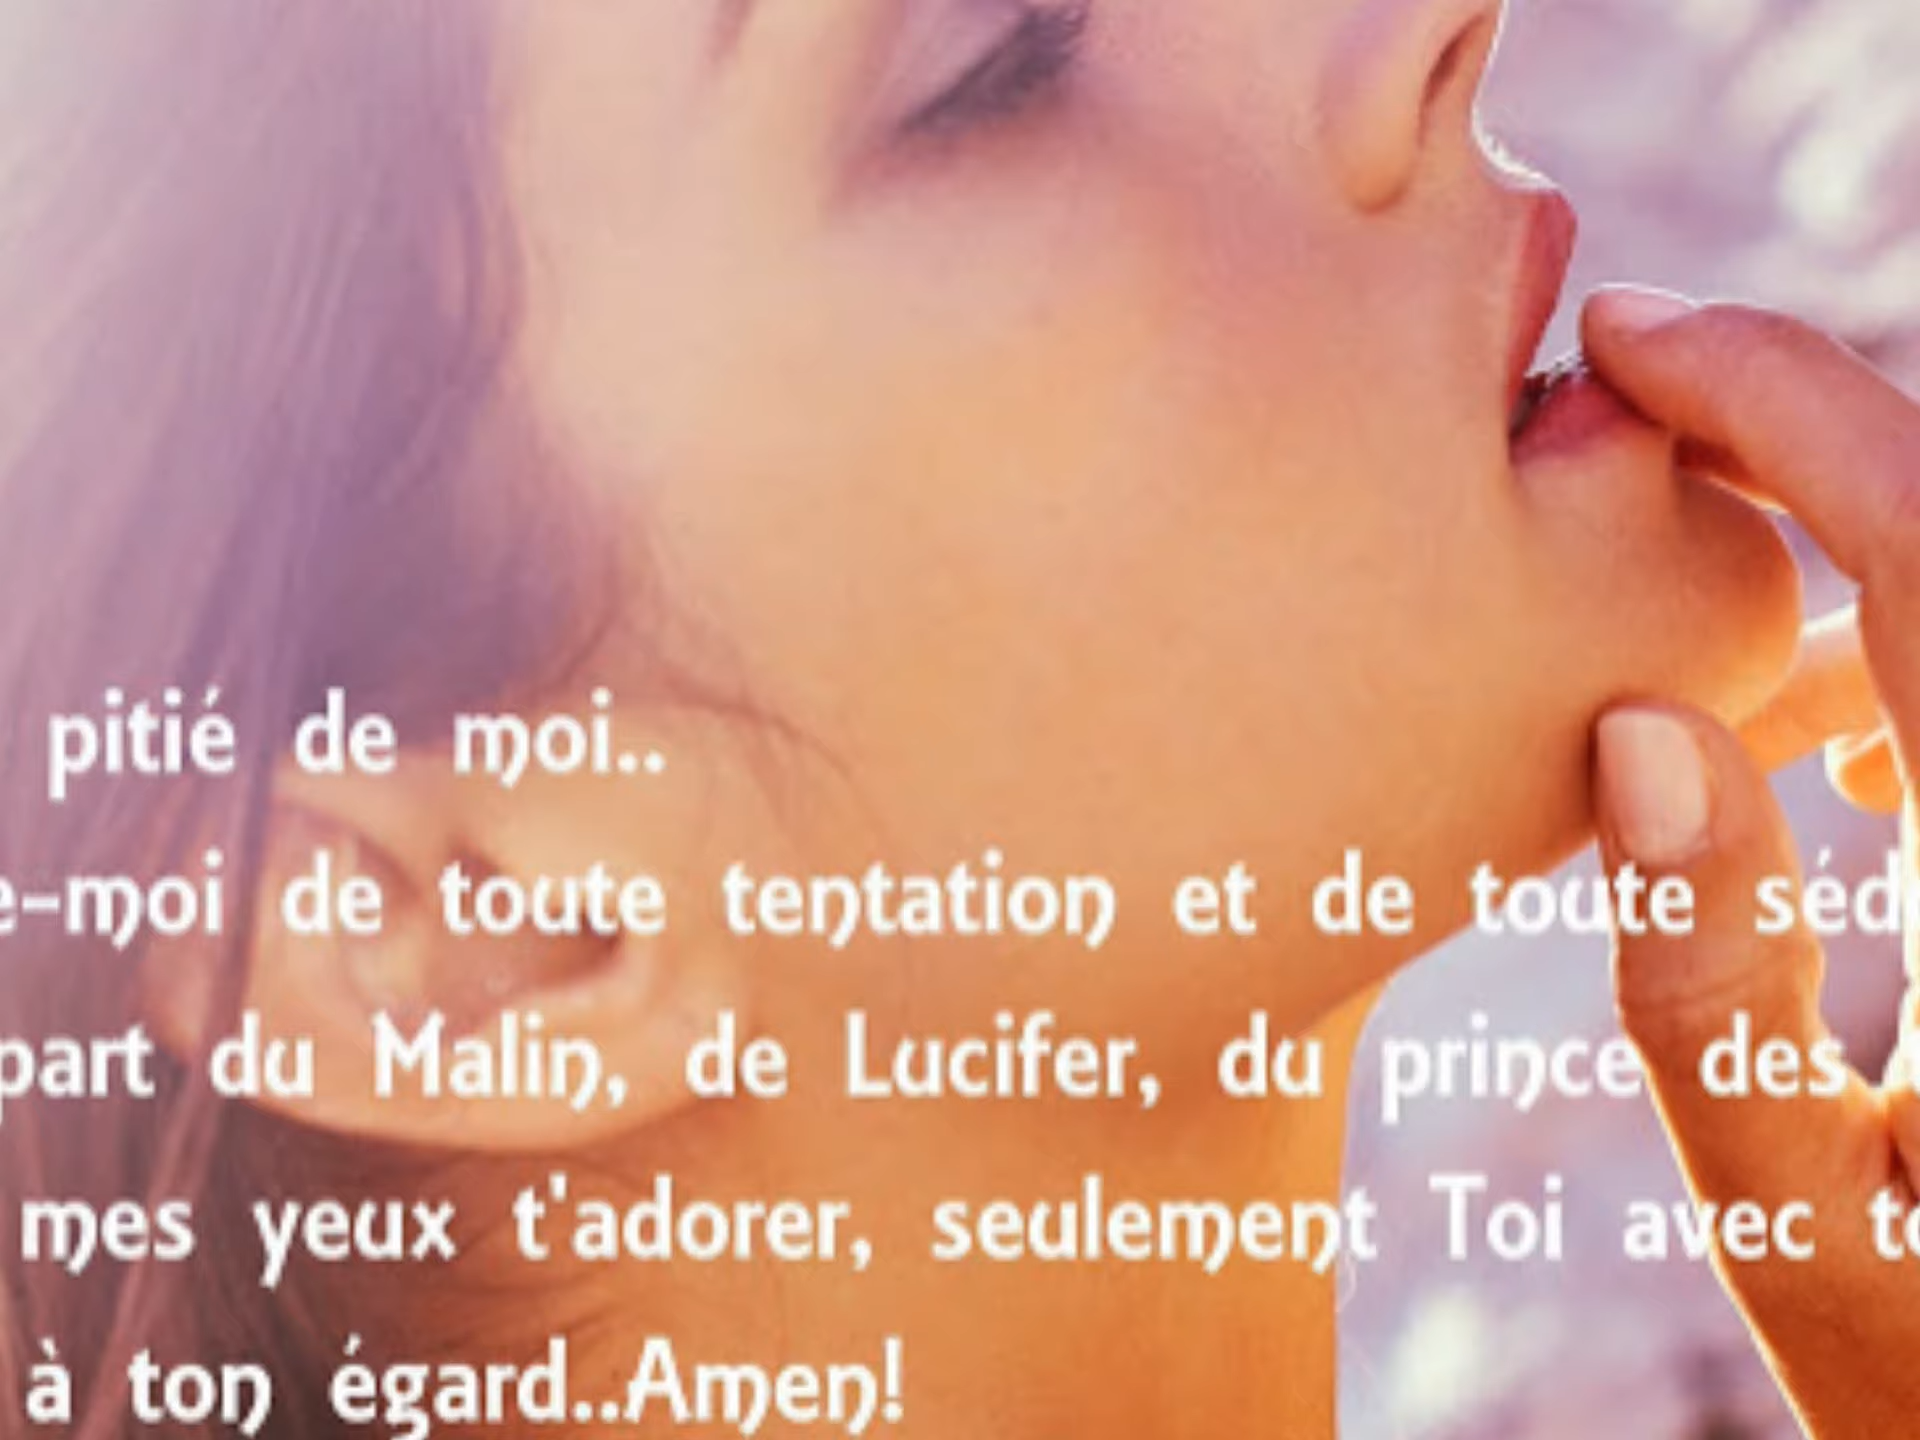 pitié de moi..
e-moi de toute tentation et de toute séd
part du Malin, de Lucifer, du prince des
mes yeux t'adorer, seulement Toi avec to
à ton égard..Amen!